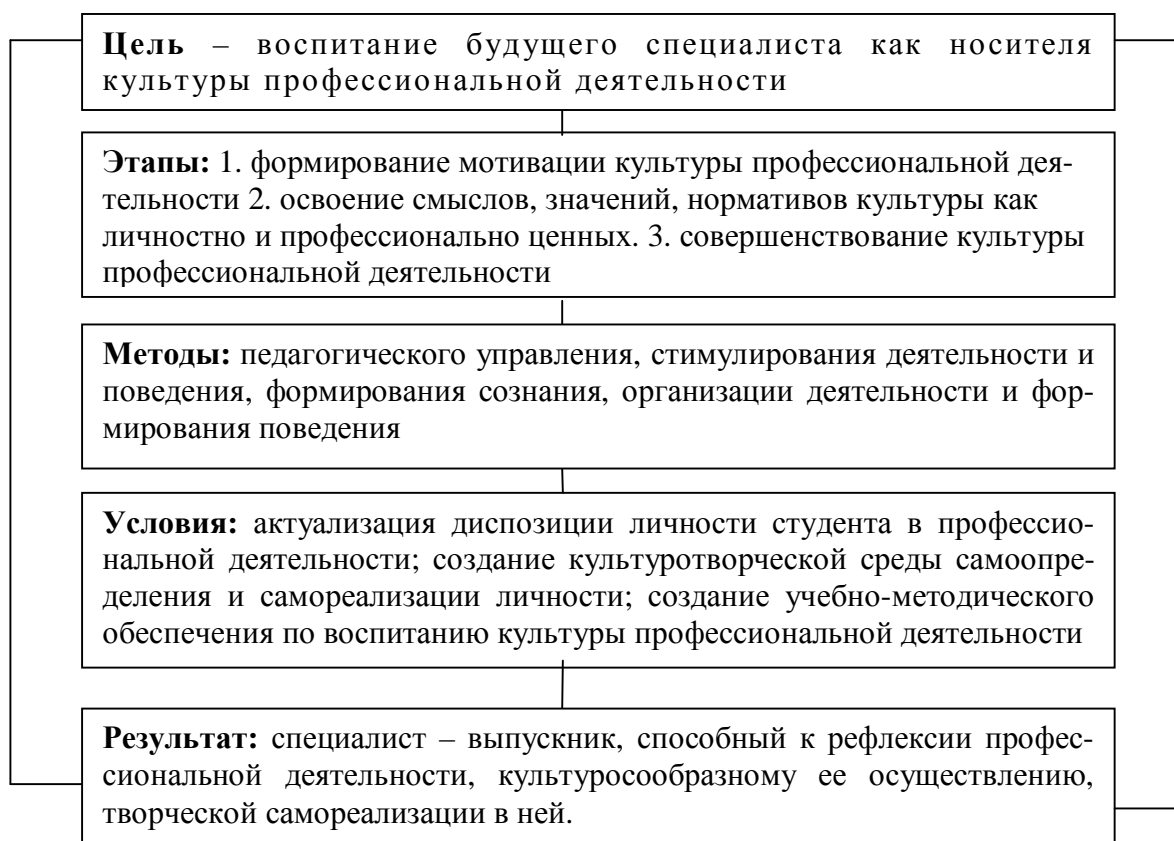 Цель – воспитание будущего специалиста как носителя
культуры профессиональной деятельности
Этапы: 1. формирование мотивации культуры профессиональной дея-
тельности 2. освоение смыслов, значений, нормативов культуры как
личностно и профессионально ценных. 3. совершенствование культуры
профессиональной деятельности
Методы: педагогического управления, стимулирования деятельности и
поведения, формирования сознания, организации деятельности и фор-
мирования поведения
Условия: актуализация диспозиции личности студента в профессио-
нальной деятельности; создание культуротворческой среды самоопре-
деления и самореализации личности; создание учебно-методического
обеспечения по воспитанию культуры профессиональной деятельности
Результат: специалист – выпускник, способный к рефлексии профес-
сиональной деятельности, культуросообразному ее осуществлению,
творческой самореализации в ней.